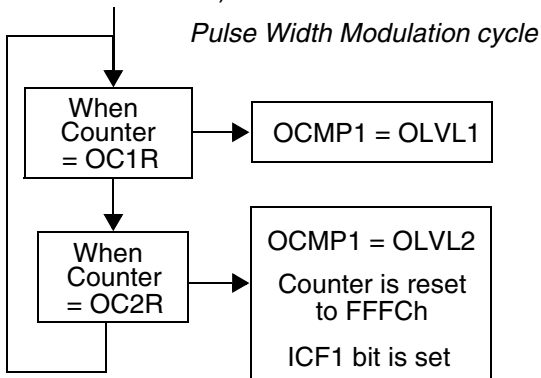 Pulse Width Modulation cycle
When
Counter
= OC1R
OCMP1 = OLVL1
When
Counter
= OC2R
OCMP1 = OLVL2
Counter is reset
to FFFCh
ICF1 bit is set